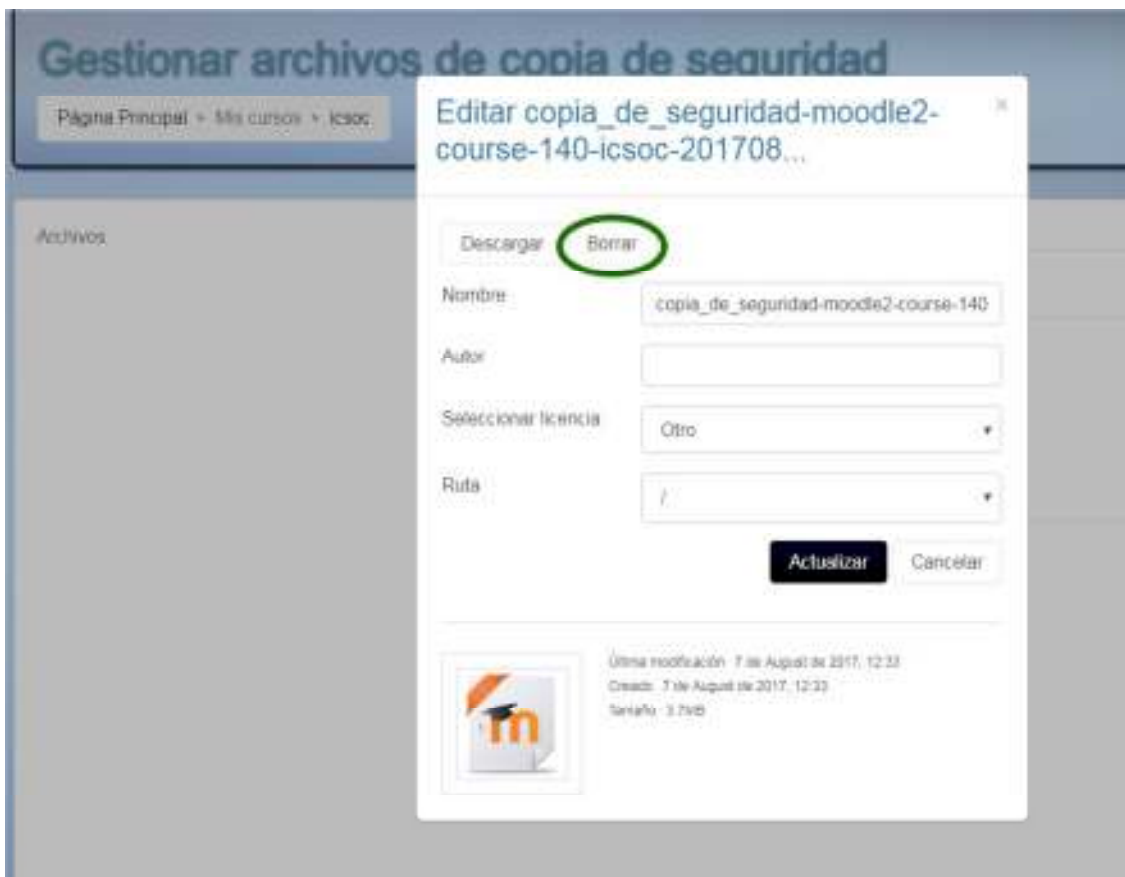 Gestionar archivos de copia de seguridad
Página Principal
Mis cursos
icsoc
Archivos
Editar copia_de_seguridad-moodle2-
course-140-icsoc-201708...
×
Descargar
Borrar
Nombre
copia_de_seguridad-moodle2-course-140
Autor
Seleccionar licencia
Otro
Ruta
/
Actualizar
Cancelar
Última modificación 7 de August de 2017, 12:33
Creado 7 de August de 2017, 12:33
Tamaño 3.7MB
m